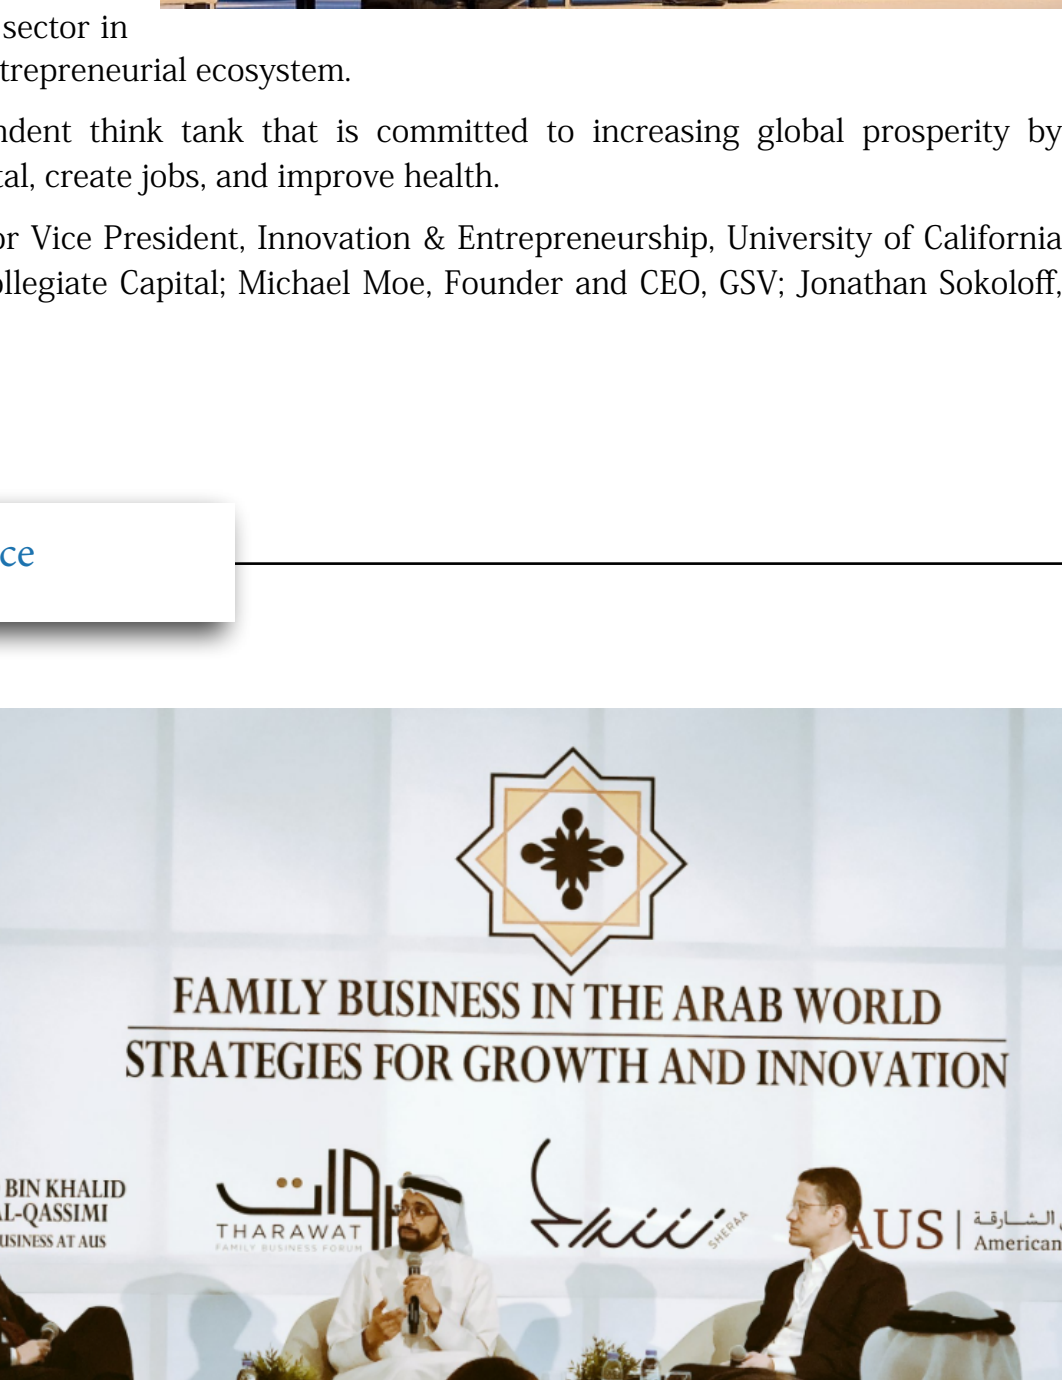 sector in
trepreneurial ecosystem.
ndent think tank that is committed to increasing global prosperity by
tal, create jobs, and improve health.
or Vice President, Innovation & Entrepreneurship, University of California
ollegiate Capital; Michael Moe, Founder and CEO, GSV; Jonathan Sokoloff,
ce
FAMILY BUSINESS IN THE ARAB WORLD
STRATEGIES FOR GROWTH AND INNOVATION
BIN KHALID
AL-QASSIMI
USINESS AT AUS
THARAWAT
FAMILY BUSINESS FORUM
SHERAA
AUS
الشارقة
American